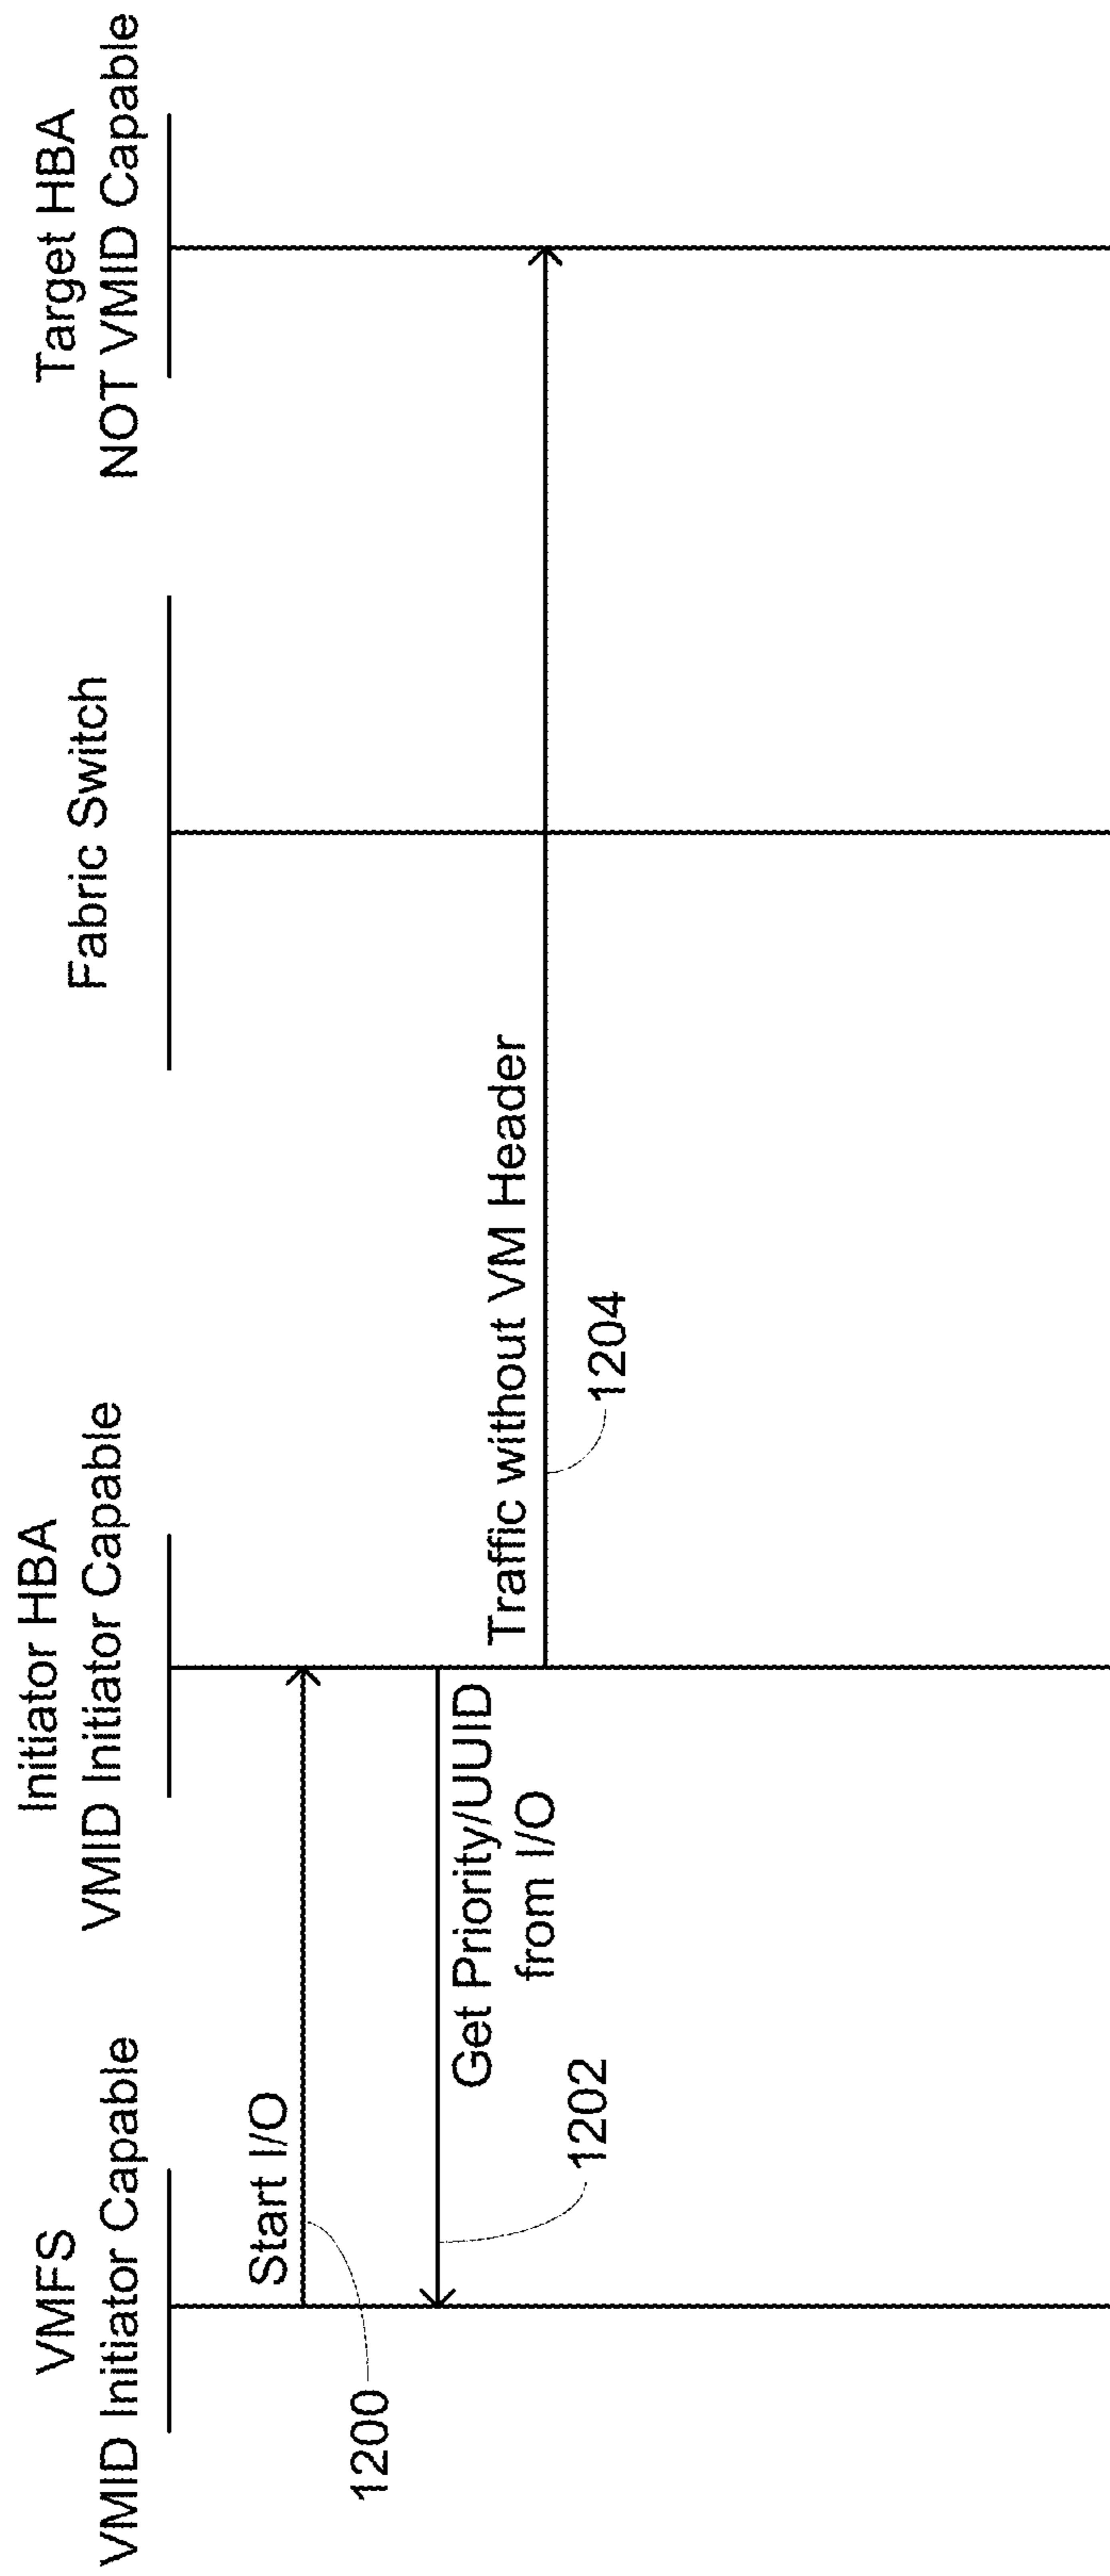 VMFS
VMID Initiator Capable
Initiator HBA
VMID Initiator Capable
Fabric Switch
Target HBA
NOT VMID Capable
Start I/O
1200
Get Priority/UUID
from I/O
1202
Traffic without VM Header
1204